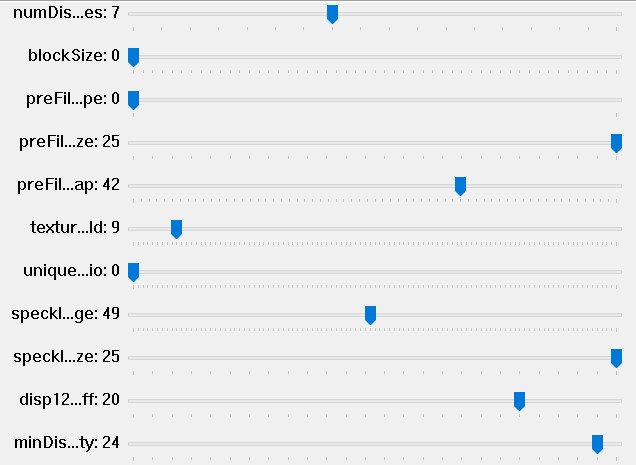 numDis...es: 7
blockSize: 0
preFil...pe: 0
preFil...ze: 25
preFil...ap: 42
textur...ld: 9
unique...io: 0
speckl...ge: 49
speckl...ze: 25
disp12...ff: 20
minDis...ty: 24